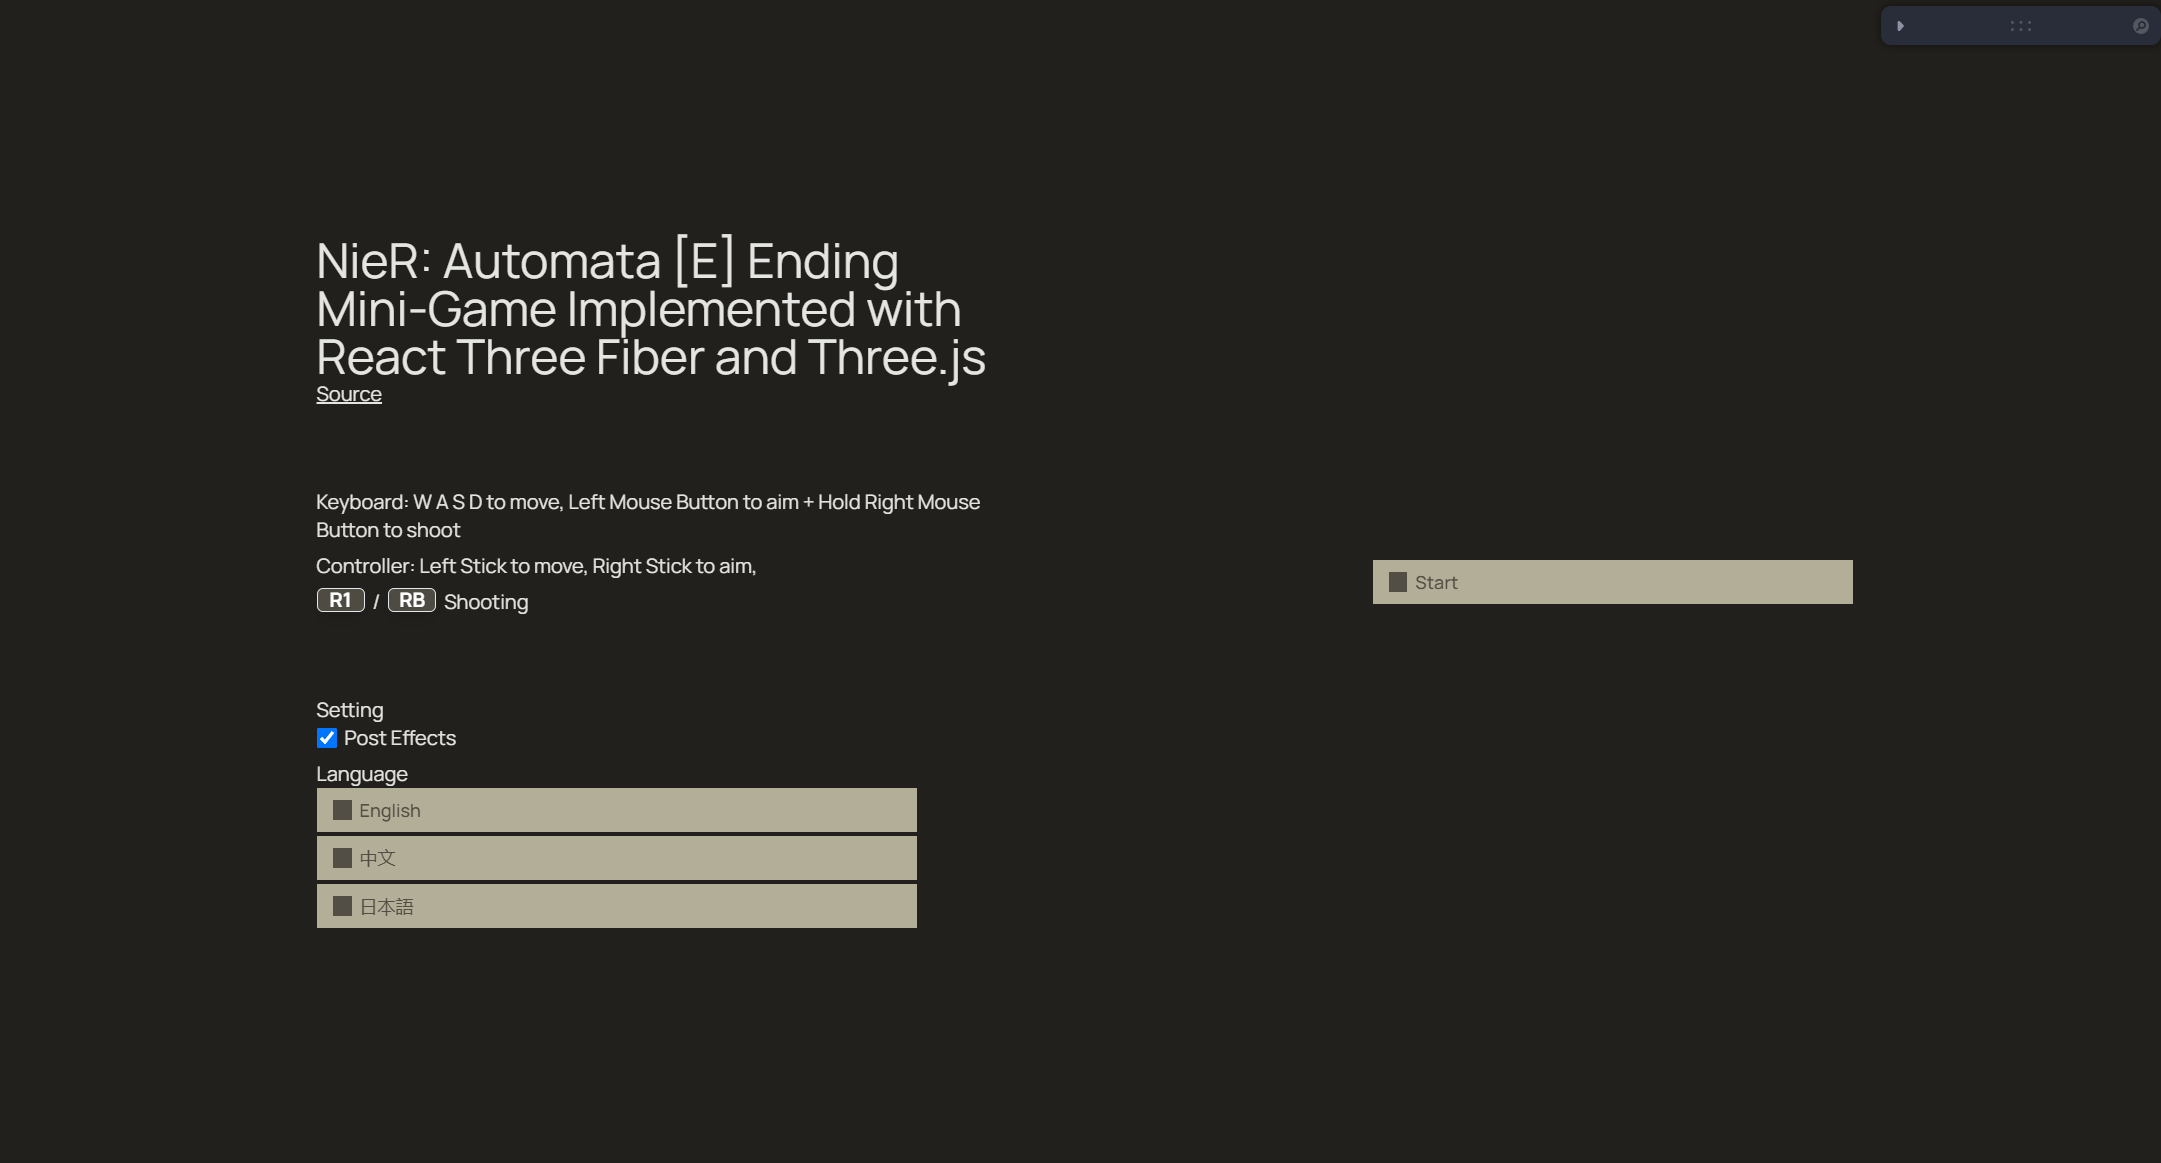 NieR: Automata [E] Ending
Mini-Game Implemented with
React Three Fiber and Three.js
Source
Keyboard: W A S D to move, Left Mouse Button to aim + Hold Right Mouse
Button to shoot
Controller: Left Stick to move, Right Stick to aim,
R1 / RB Shooting
Start
Setting
Post Effects
Language
English
中文
日本語